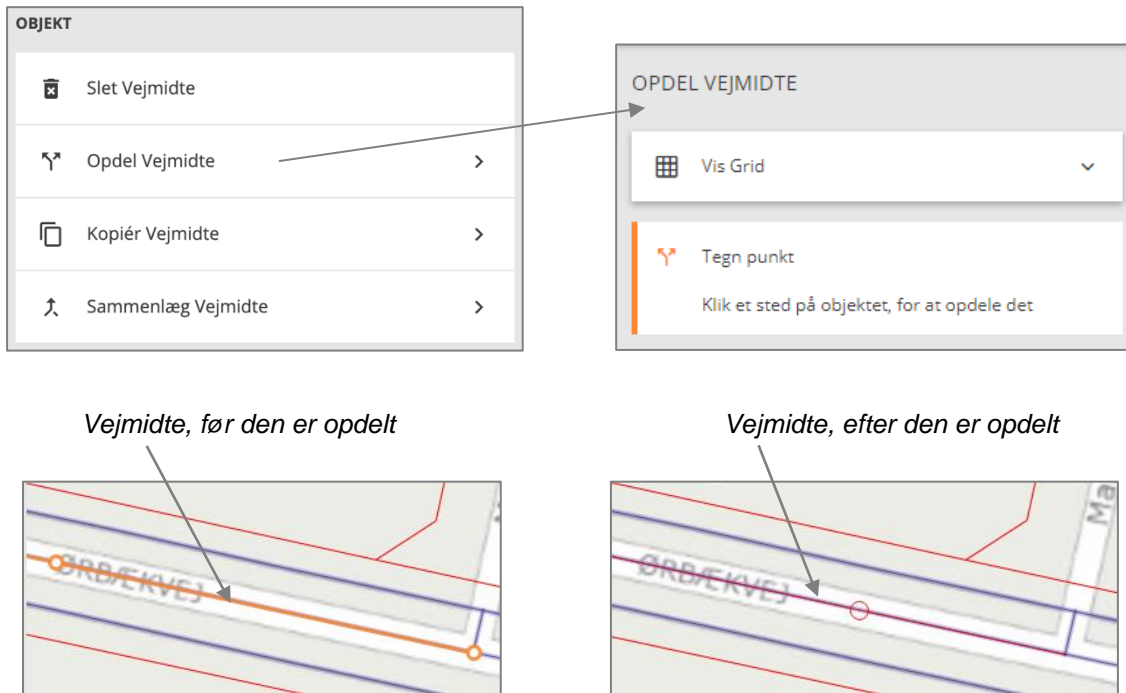 OBJEKT
Slet Vejmidte
Opdel Vejmidte
Kopiér Vejmidte
Sammenlæg Vejmidte
OPDEL VEJMIDTE
Vis Grid
Tegn punkt
Klik et sted på objektet, for at opdele det
Vejmidte, før den er opdelt
Vejmidte, efter den er opdelt
ØRBÆKVEJ
ØRBÆKVEJ
Ma